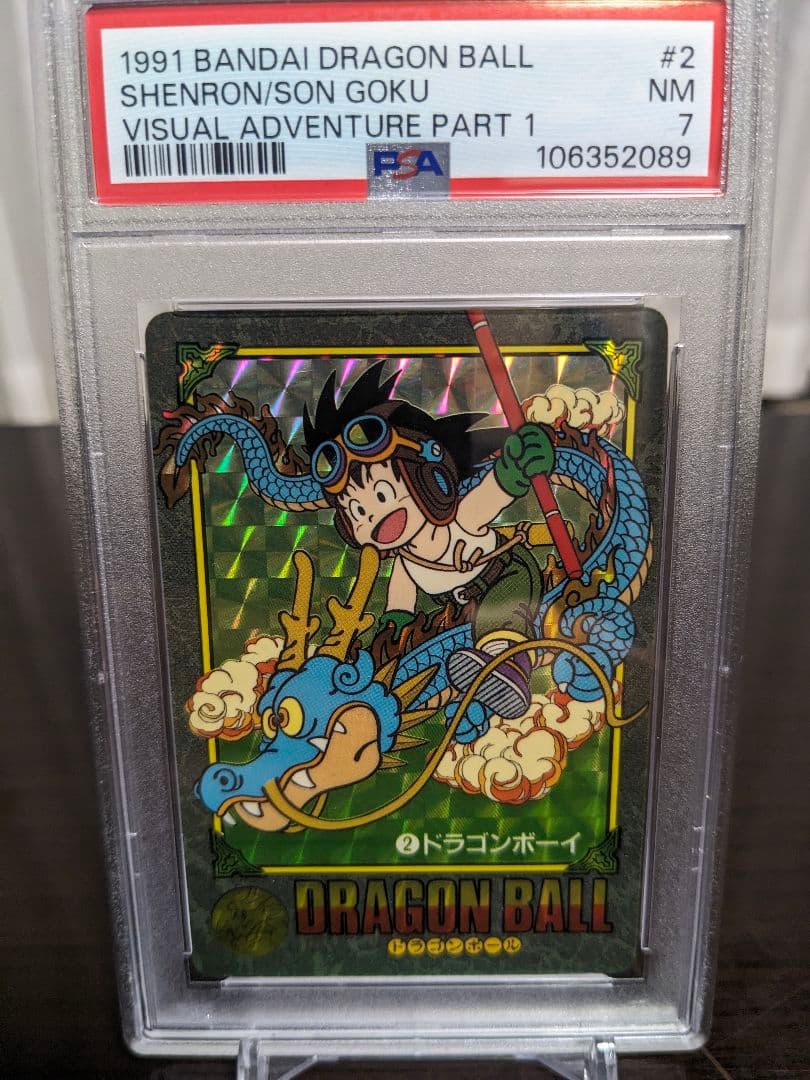 1991 BANDAI DRAGON BALL #2
SHENRON/SON GOKU NM
VISUAL ADVENTURE PART 1 7
PSA 106352089
2ドラゴンボーイ
DRAGON BALL
ドラゴンボール